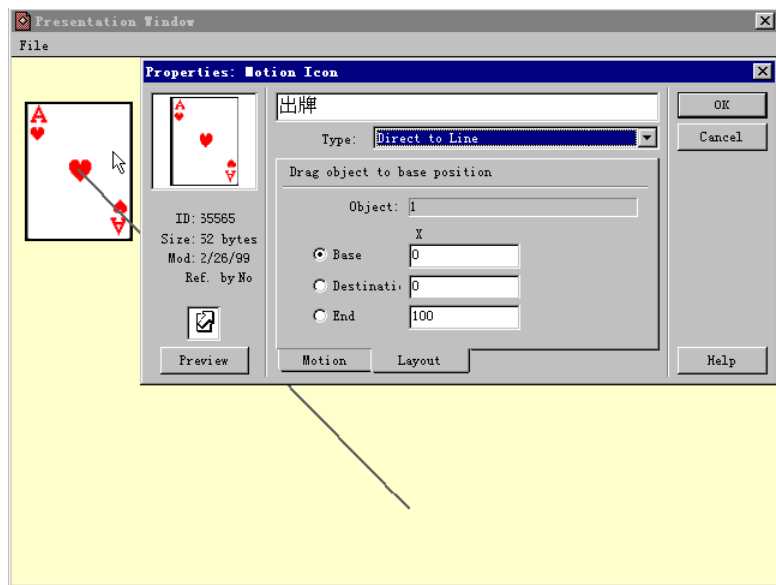 Presentation Window
File
A
A
Properties: Motion Icon
A
A
ID: 35565
Size: 52 bytes
Mod: 2/26/99
Ref. by No
Preview
出牌
Type: Direct to Line
Drag object to base position
Object: 1
X
Base 0
Destinati 0
End 100
Motion Layout
OK
Cancel
Help